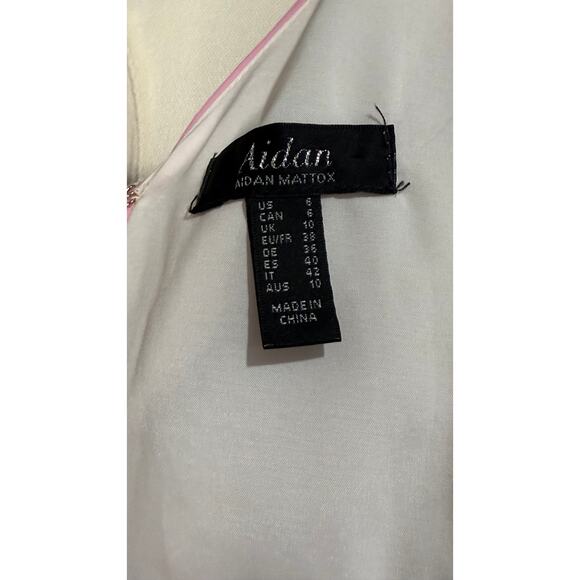 Aidan
AIDAN MATTOX
US 6
CAN 6
UK 10
EU/FR 38
DE 36
ES 40
IT 42
AUS 10
MADE IN
CHINA